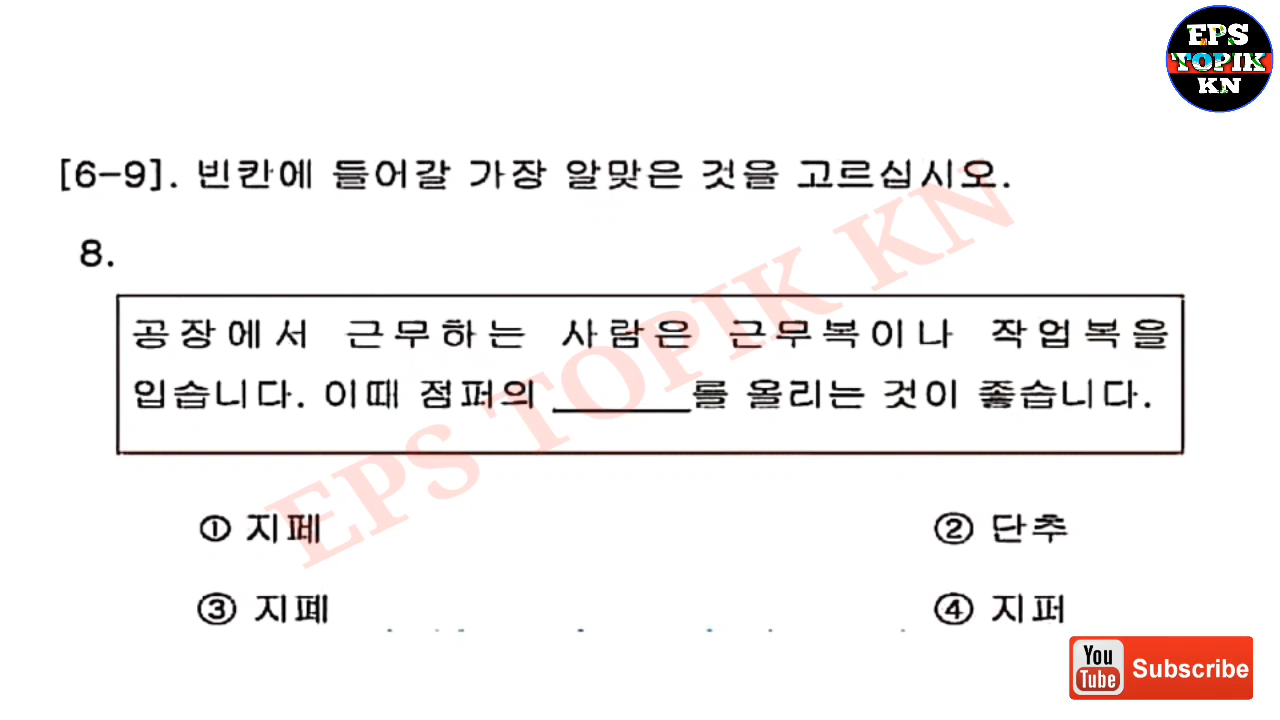 EPS
TOPIK
KN
[6-9]. 빈칸에 들어갈 가장 알맞은 것을 고르십시오.
8.
공장에서 근무하는 사람은 근무복이나 작업복을
입습니다. 이때 점퍼의 ________를 올리는 것이 좋습니다.
EPS TOPIK KN
① 지페
② 단추
③ 지폐
④ 지퍼
You
Tube
Subscribe